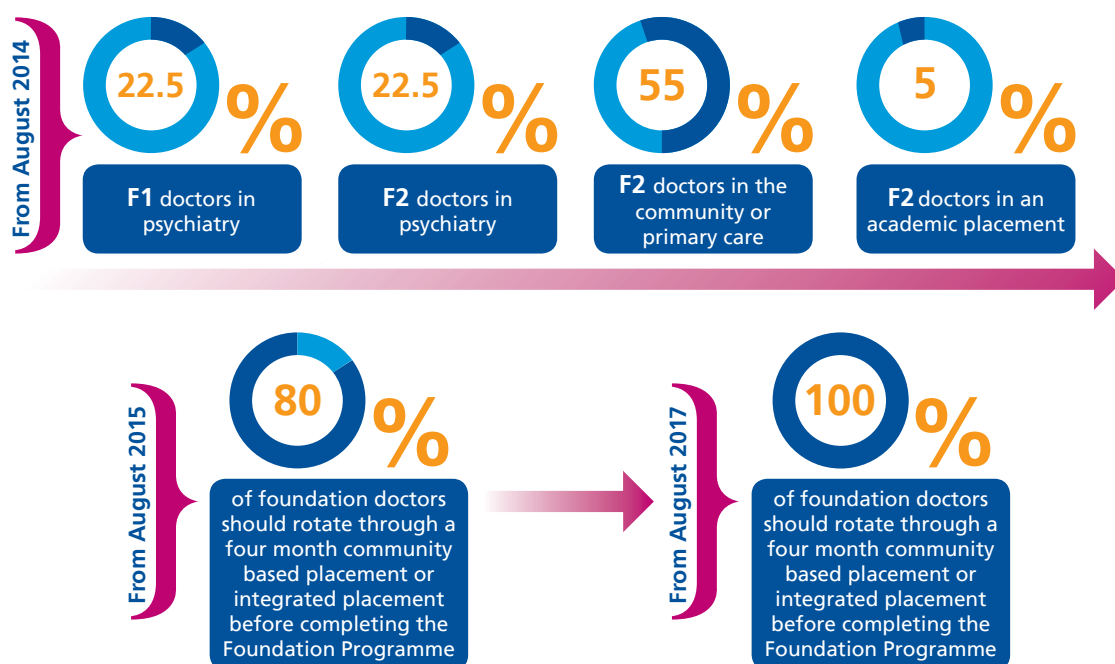 From August 2014
22.5 %
F1 doctors in
psychiatry
22.5 %
F2 doctors in
psychiatry
55 %
F2 doctors in the
community or
primary care
5 %
F2 doctors in an
academic placement
From August 2015
80 %
of foundation doctors
should rotate through a
four month community
based placement or
integrated placement
before completing the
Foundation Programme
From August 2017
100 %
of foundation doctors
should rotate through a
four month community
based placement or
integrated placement
before completing the
Foundation Programme